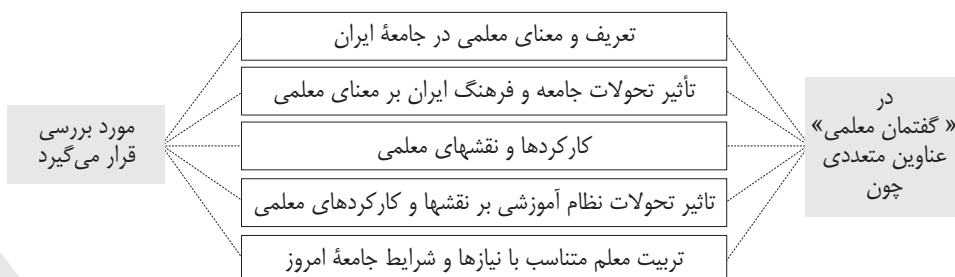 در
« گفتمان معلمی»
عناوین متعددی
چون
تعریف و معنای معلمی در جامعۀ ایران
تأثیر تحولات جامعه و فرهنگ ایران بر معنای معلمی
کارکردها و نقشهای معلمی
تاثیر تحولات نظام آموزشی بر نقشها و کارکردهای معلمی
تربیت معلم متناسب با نیازها و شرایط جامعۀ امروز
مورد بررسی
قرار می‌گیرد